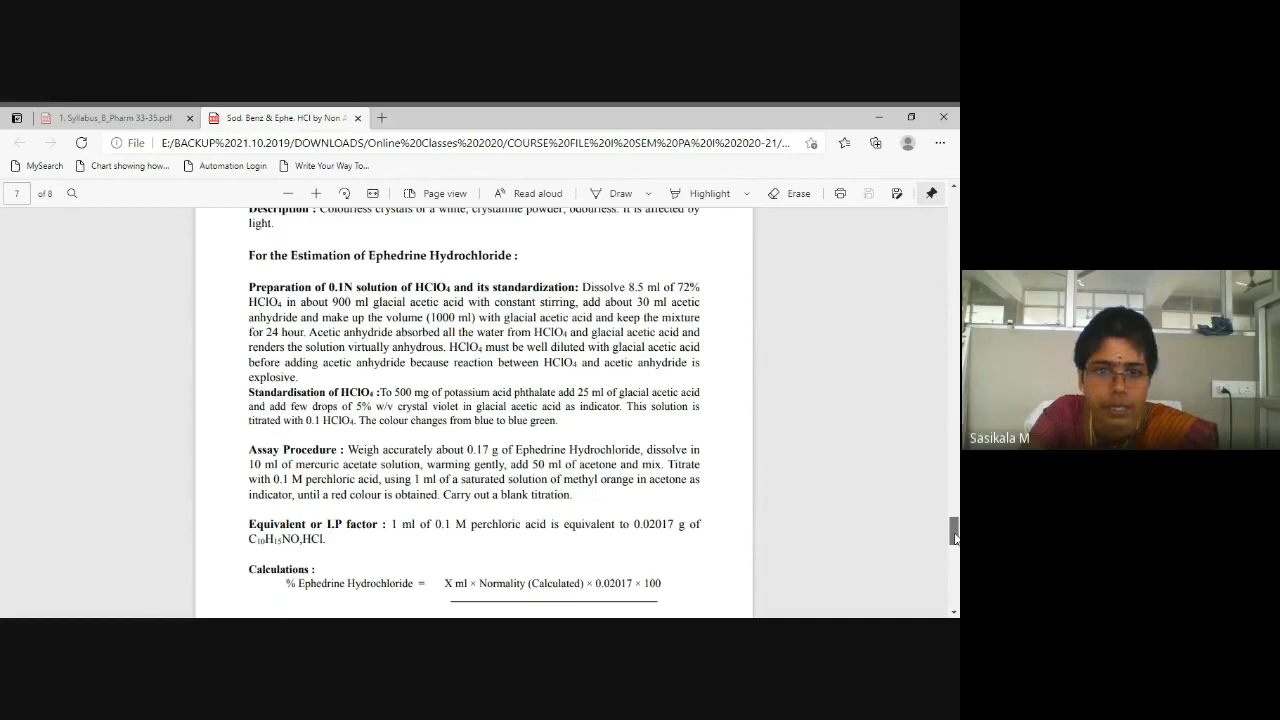 1. Syllabus_B_Pharm 33-35.pdf
Sod. Benz & Ephe. HCl by Non A
File
E:/BACKUP%2021.10.2019/DOWNLOADS/Online%20Classes%202020/COURSE%20FILE%20I%20SEM%20PA%20I%202020-21/...
MySearch
Chart showing how...
Automation Login
Write Your Way To...
7 of 8
Page view
Read aloud
Draw
Highlight
Erase
Description : Colourless crystals or a white, crystalline powder, odourless. It is affected by
light.
For the Estimation of Ephedrine Hydrochloride :
Preparation of 0.1N solution of HClO₄ and its standardization: Dissolve 8.5 ml of 72%
HClO₄ in about 900 ml glacial acetic acid with constant stirring, add about 30 ml acetic
anhydride and make up the volume (1000 ml) with glacial acetic acid and keep the mixture
for 24 hour. Acetic anhydride absorbed all the water from HClO₄ and glacial acetic acid and
renders the solution virtually anhydrous. HClO₄ must be well diluted with glacial acetic acid
before adding acetic anhydride because reaction between HClO₄ and acetic anhydride is
explosive.
Standardisation of HClO₄ :To 500 mg of potassium acid phthalate add 25 ml of glacial acetic acid
and add few drops of 5% w/v crystal violet in glacial acetic acid as indicator. This solution is
titrated with 0.1 HClO₄. The colour changes from blue to blue green.
Assay Procedure : Weigh accurately about 0.17 g of Ephedrine Hydrochloride, dissolve in
10 ml of mercuric acetate solution, warming gently, add 50 ml of acetone and mix. Titrate
with 0.1 M perchloric acid, using 1 ml of a saturated solution of methyl orange in acetone as
indicator, until a red colour is obtained. Carry out a blank titration.
Equivalent or I.P factor : 1 ml of 0.1 M perchloric acid is equivalent to 0.02017 g of
C₁₀H₁₅NO,HCl.
Calculations :
% Ephedrine Hydrochloride = X ml × Normality (Calculated) × 0.02017 × 100
Sasikala M